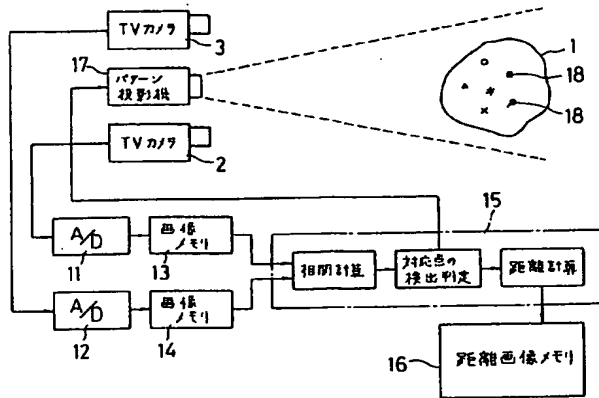 TVカメラ
3
17
パターン
投影機
1
18
18
TVカメラ
2
15
A/D
11
画像
メモリ
13
相関計算
対応点の
検出判定
距離計算
A/D
12
画像
メモリ
14
16
距離画像メモリ